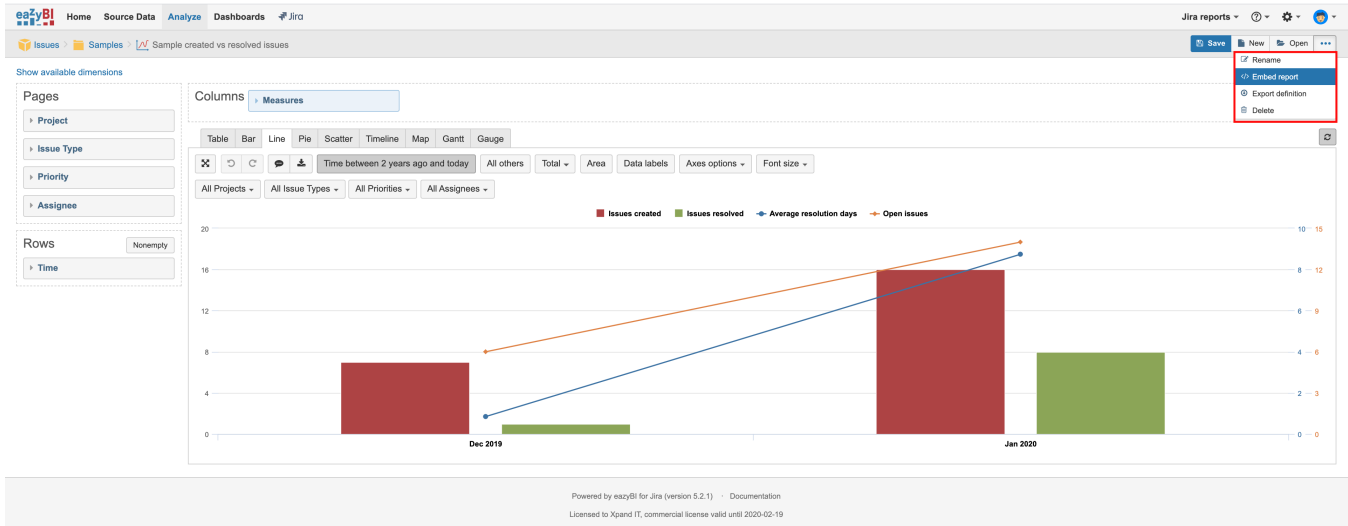 eazyBI Home Source Data Analyze Dashboards Jira Jira reports
Issues > Samples > Sample created vs resolved issues Save New Open •••
Rename
Embed report
Export definition
Delete
Show available dimensions
Pages
Project
Issue Type
Priority
Assignee
Rows Nonempty
Time
Columns Measures
Table Bar Line Pie Scatter Timeline Map Gantt Gauge
Time between 2 years ago and today All others Total Area Data labels Axes options Font size
All Projects All Issue Types All Priorities All Assignees
Issues created Issues resolved Average resolution days Open issues
20 10 15
16 8 12
12 6 9
8 4 6
4 2 3
0 0 0
Dec 2019 Jan 2020
Powered by eazyBI for Jira (version 5.2.1) · Documentation
Licensed to Xpand IT, commercial license valid until 2020-02-19